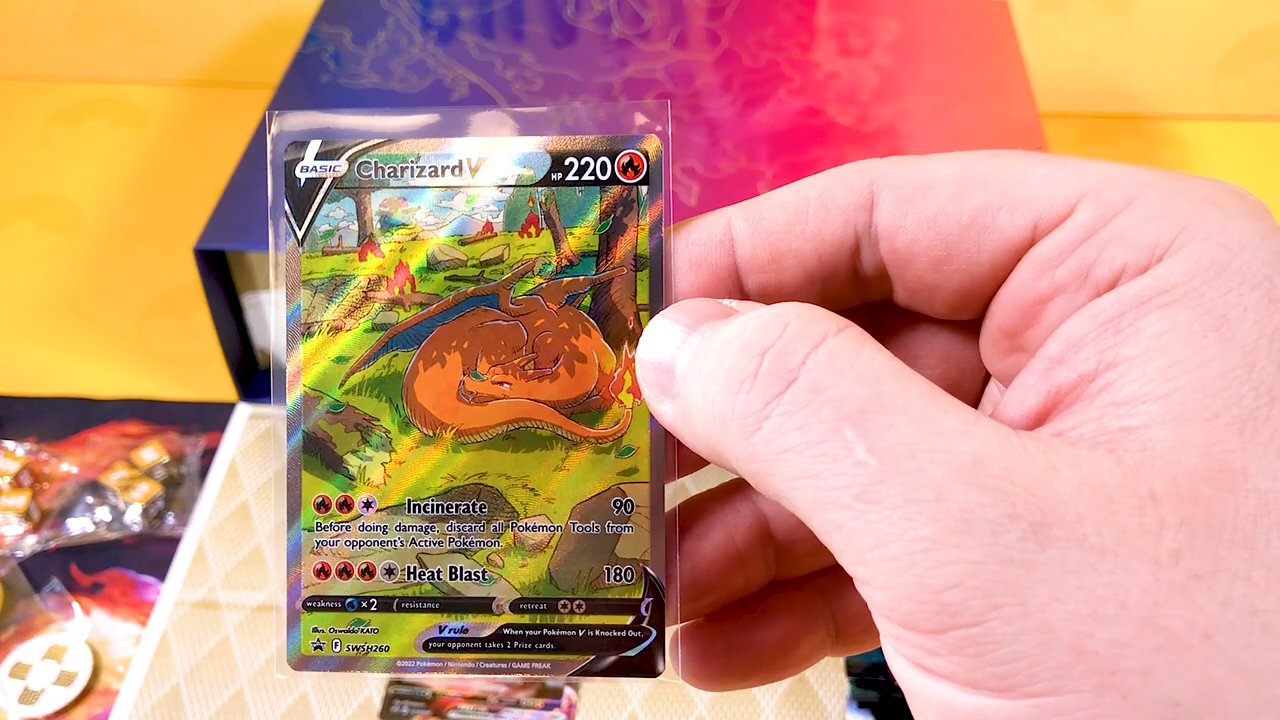 BASIC Charizard V HP 220
Incinerate 90
Before doing damage, discard all Pokémon Tools from
your opponent's Active Pokémon.
Heat Blast 180
weakness ×2 resistance retreat
Illus. Oswaldo KATO
V rule When your Pokémon V is Knocked Out,
your opponent takes 2 Prize cards.
F SWSH260
©2022 Pokémon / Nintendo / Creatures / GAME FREAK